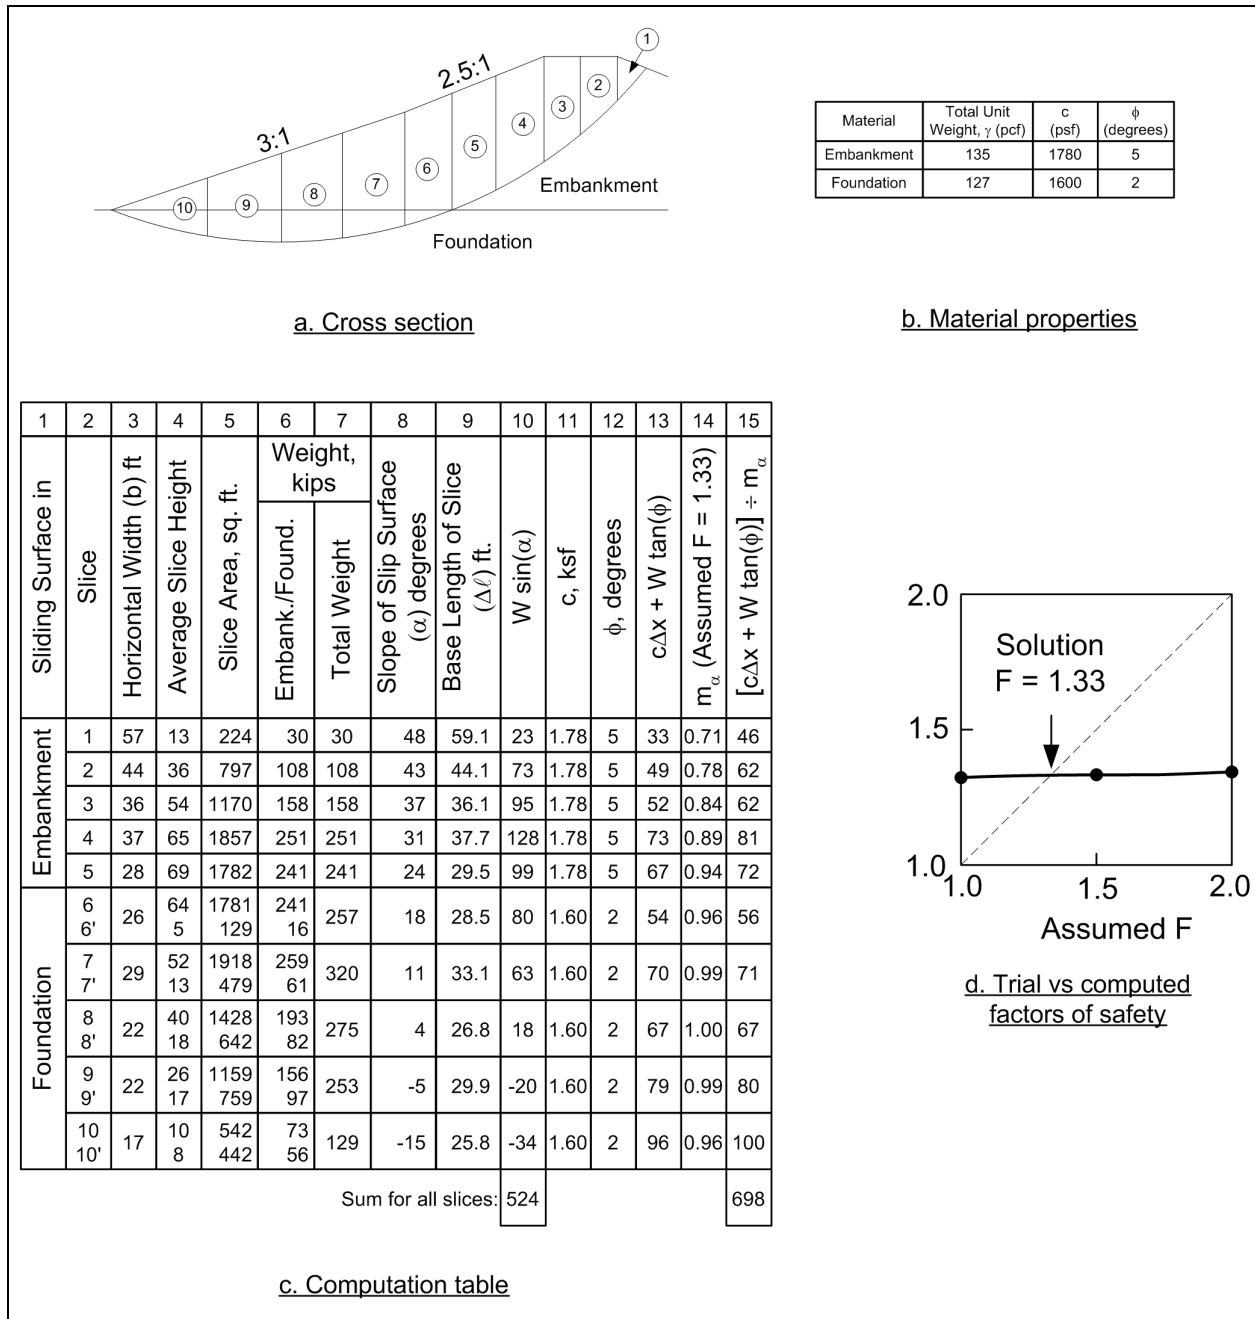 1
2
2.5:1
3
4
3:1
5
6
7
8
Embankment
9
10
Foundation
a. Cross section
Material | Total Unit Weight, γ (pcf) | c (psf) | ϕ (degrees)
Embankment | 135 | 1780 | 5
Foundation | 127 | 1600 | 2
b. Material properties
1 | 2 | 3 | 4 | 5 | 6 | 7 | 8 | 9 | 10 | 11 | 12 | 13 | 14 | 15
Sliding Surface in
Slice
Horizontal Width (b) ft
Average Slice Height
Slice Area, sq. ft.
Weight, kips
Embank./Found.
Total Weight
Slope of Slip Surface (α) degrees
Base Length of Slice (Δℓ) ft.
W sin(α)
c, ksf
ϕ, degrees
cΔx + W tan(ϕ)
mα (Assumed F = 1.33)
[cΔx + W tan(ϕ)] ÷ mα
Embankment
1 | 57 | 13 | 224 | 30 | 30 | 48 | 59.1 | 23 | 1.78 | 5 | 33 | 0.71 | 46
2 | 44 | 36 | 797 | 108 | 108 | 43 | 44.1 | 73 | 1.78 | 5 | 49 | 0.78 | 62
3 | 36 | 54 | 1170 | 158 | 158 | 37 | 36.1 | 95 | 1.78 | 5 | 52 | 0.84 | 62
4 | 37 | 65 | 1857 | 251 | 251 | 31 | 37.7 | 128 | 1.78 | 5 | 73 | 0.89 | 81
5 | 28 | 69 | 1782 | 241 | 241 | 24 | 29.5 | 99 | 1.78 | 5 | 67 | 0.94 | 72
Foundation
6 6' | 26 | 64 5 | 1781 129 | 241 16 | 257 | 18 | 28.5 | 80 | 1.60 | 2 | 54 | 0.96 | 56
7 7' | 29 | 52 13 | 1918 479 | 259 61 | 320 | 11 | 33.1 | 63 | 1.60 | 2 | 70 | 0.99 | 71
8 8' | 22 | 40 18 | 1428 642 | 193 82 | 275 | 4 | 26.8 | 18 | 1.60 | 2 | 67 | 1.00 | 67
9 9' | 22 | 26 17 | 1159 759 | 156 97 | 253 | -5 | 29.9 | -20 | 1.60 | 2 | 79 | 0.99 | 80
10 10' | 17 | 10 8 | 542 442 | 73 56 | 129 | -15 | 25.8 | -34 | 1.60 | 2 | 96 | 0.96 | 100
Sum for all slices: 524 | 698
c. Computation table
2.0
Solution
F = 1.33
1.5
1.0
1.0 1.5 2.0
Assumed F
d. Trial vs computed
factors of safety